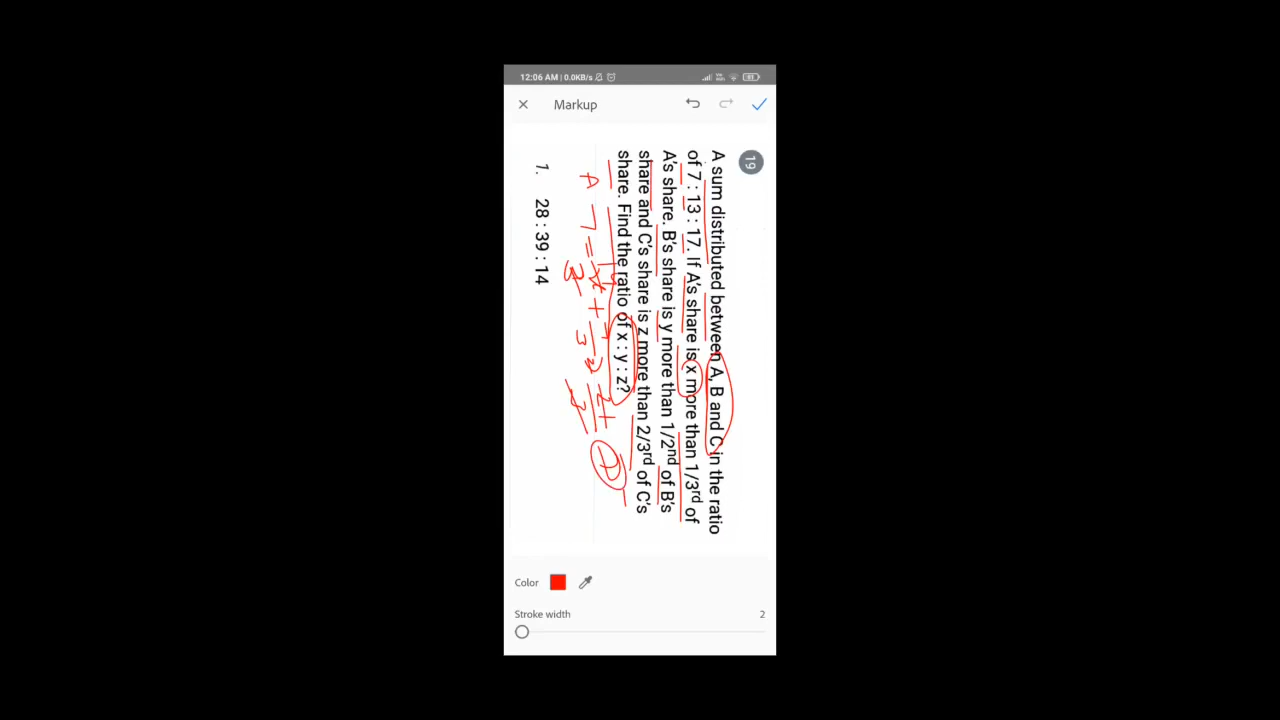 12:06 AM | 0.0KB/s
Markup
19
A sum distributed between A, B and C in the ratio
of 7 : 13 : 17. If A's share is x more than 1/3rd of
A's share. B's share is y more than 1/2nd of B's
share and C's share is z more than 2/3rd of C's
share. Find the ratio of x : y : z?
A 7 =
1. 28 : 39 : 14
Color
Stroke width 2